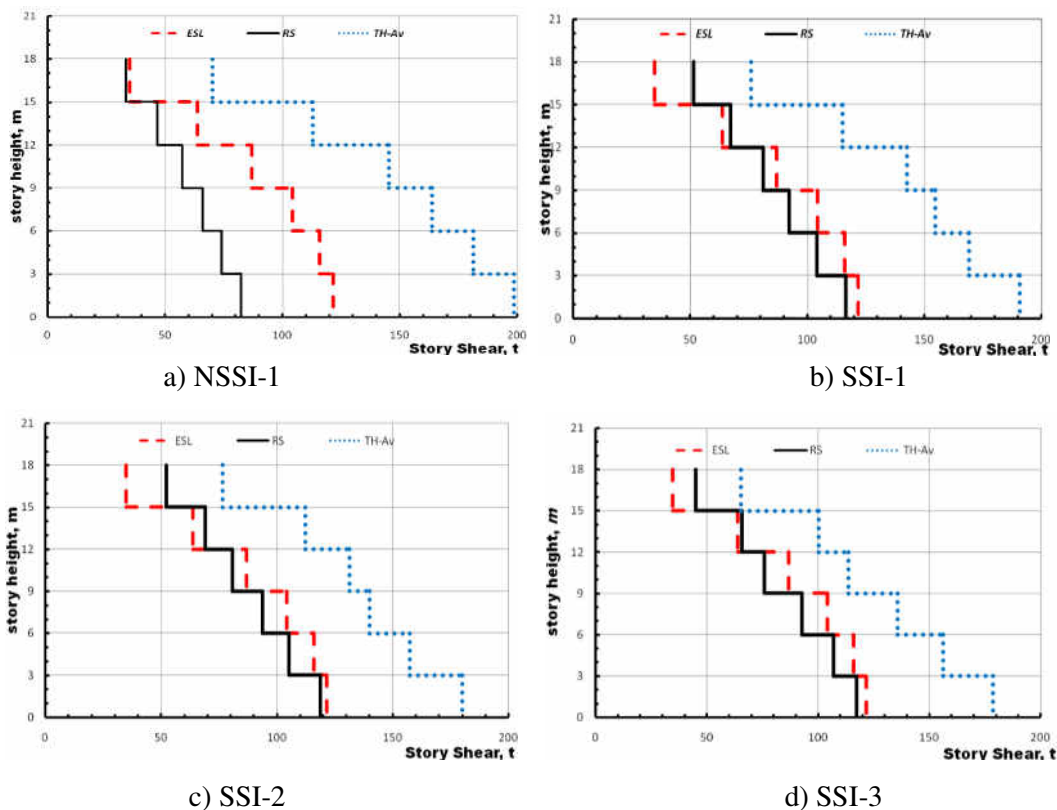 21
ESL RS TH-Av
18
15
12
9
6
3
0
story height, m
0 50 100 150 200
Story Shear, t
a) NSSI-1
21
ESL RS TH-Av
18
15
12
9
6
3
0
story height, m
0 50 100 150 200
Story Shear, t
b) SSI-1
21
ESL RS TH-Av
18
15
12
9
6
3
0
story height, m
0 50 100 150 200
Story Shear, t
c) SSI-2
21
ESL RS TH-Av
18
15
12
9
6
3
0
story height, m
0 50 100 150 200
Story Shear, t
d) SSI-3